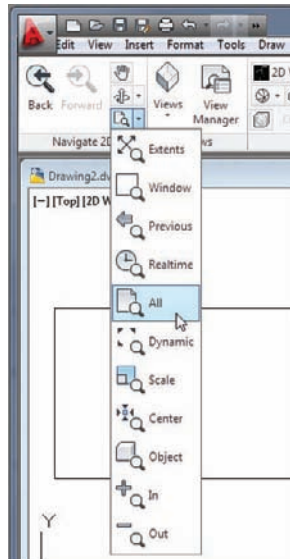 Edit View Insert Format Tools Draw
2D
Back Forward Views View Manager
Navigate 2D
Drawing2.dw
[−] [Top] [2D W
Extents
Window
Previous
Realtime
All
Dynamic
Scale
Center
Object
In
Out
Y